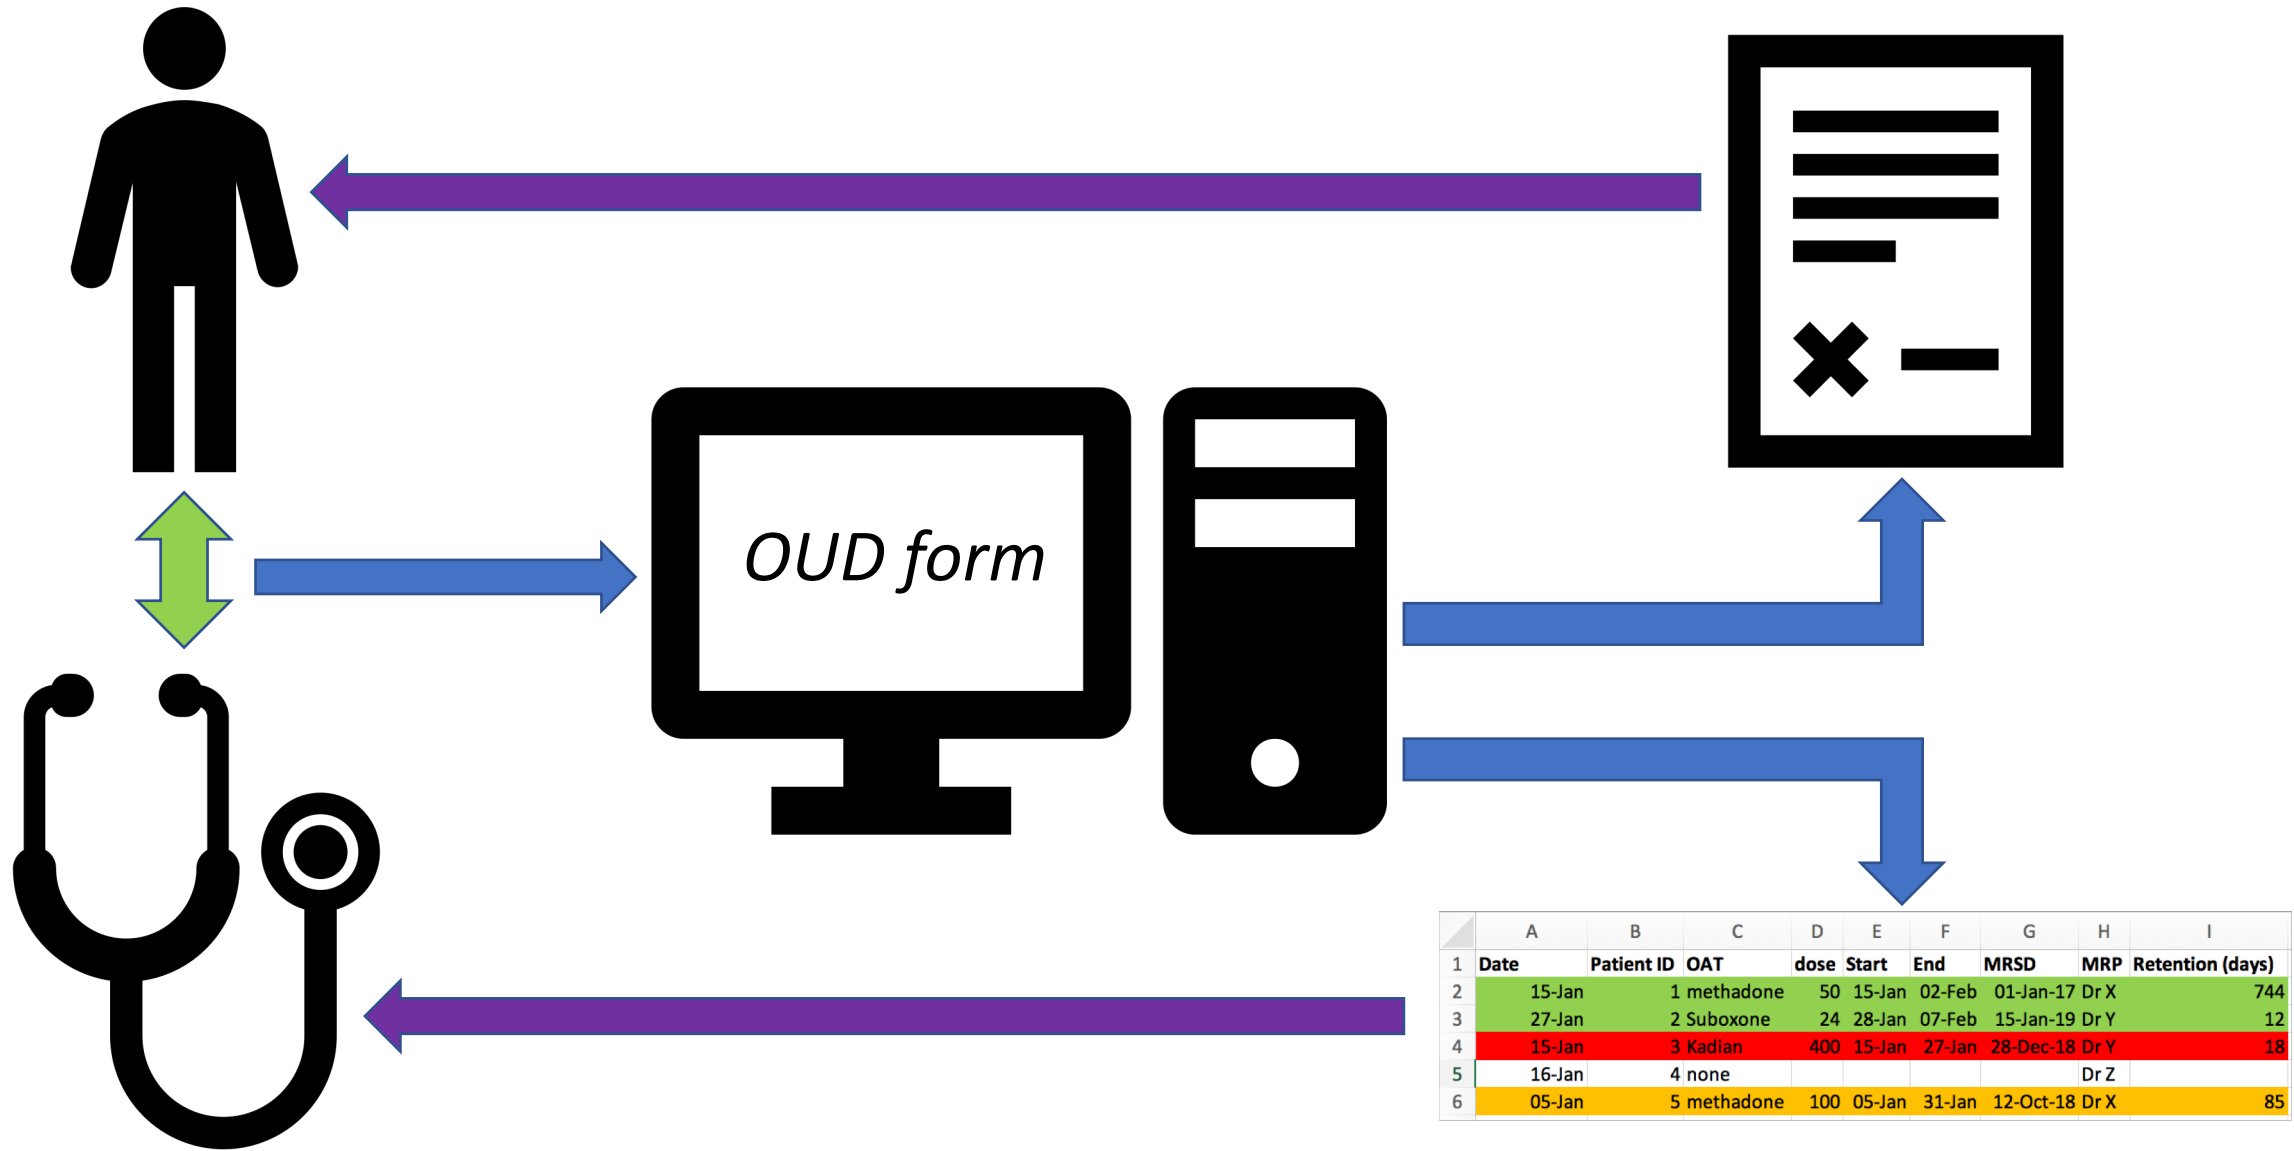 OUD form
A B C D E F G H I
1 Date Patient ID OAT dose Start End MRSD MRP Retention (days)
2 15-Jan 1 methadone 50 15-Jan 02-Feb 01-Jan-17 Dr X 744
3 27-Jan 2 Suboxone 24 28-Jan 07-Feb 15-Jan-19 Dr Y 12
4 15-Jan 3 Kadian 400 15-Jan 27-Jan 28-Dec-18 Dr Y 18
5 16-Jan 4 none Dr Z
6 05-Jan 5 methadone 100 05-Jan 31-Jan 12-Oct-18 Dr X 85